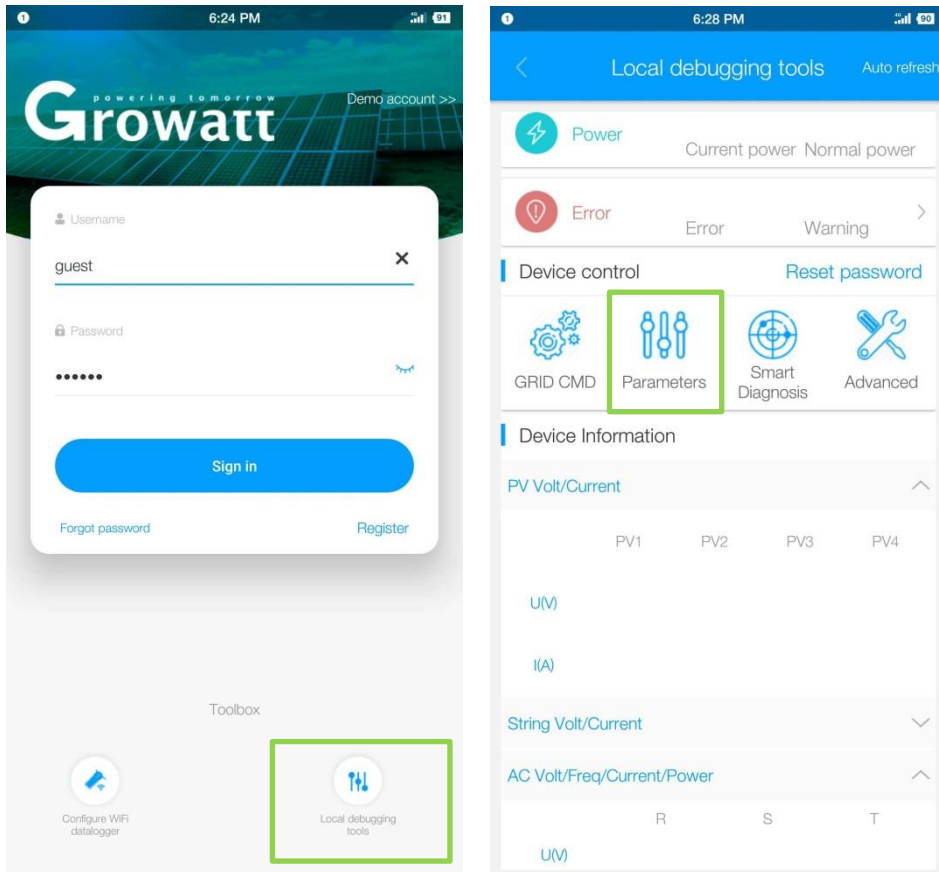 6:24 PM
91
powering tomorrow
Growatt
Demo account >>
Username
guest
Password
••••••
Sign in
Forgot password
Register
Toolbox
Configure WiFi
datalogger
Local debugging
tools
6:28 PM
90
Local debugging tools
Auto refresh
Power
Current power
Normal power
Error
Error
Warning
Device control
Reset password
GRID CMD
Parameters
Smart
Diagnosis
Advanced
Device Information
PV Volt/Current
PV1 PV2 PV3 PV4
U(V)
I(A)
String Volt/Current
AC Volt/Freq/Current/Power
R S T
U(V)